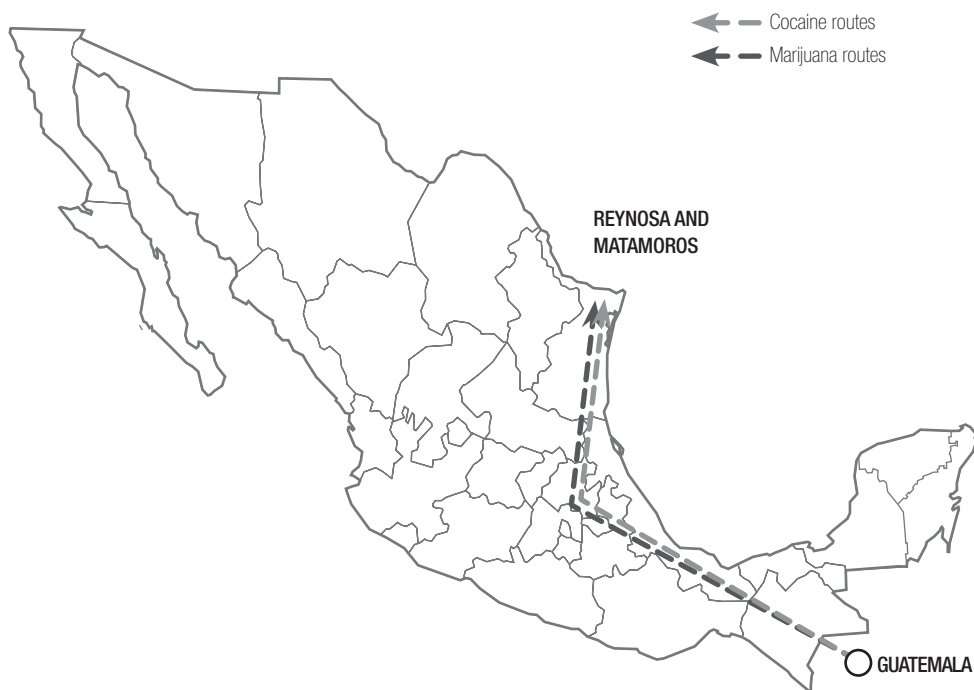 Cocaine routes
Marijuana routes
REYNOSA AND
MATAMOROS
GUATEMALA